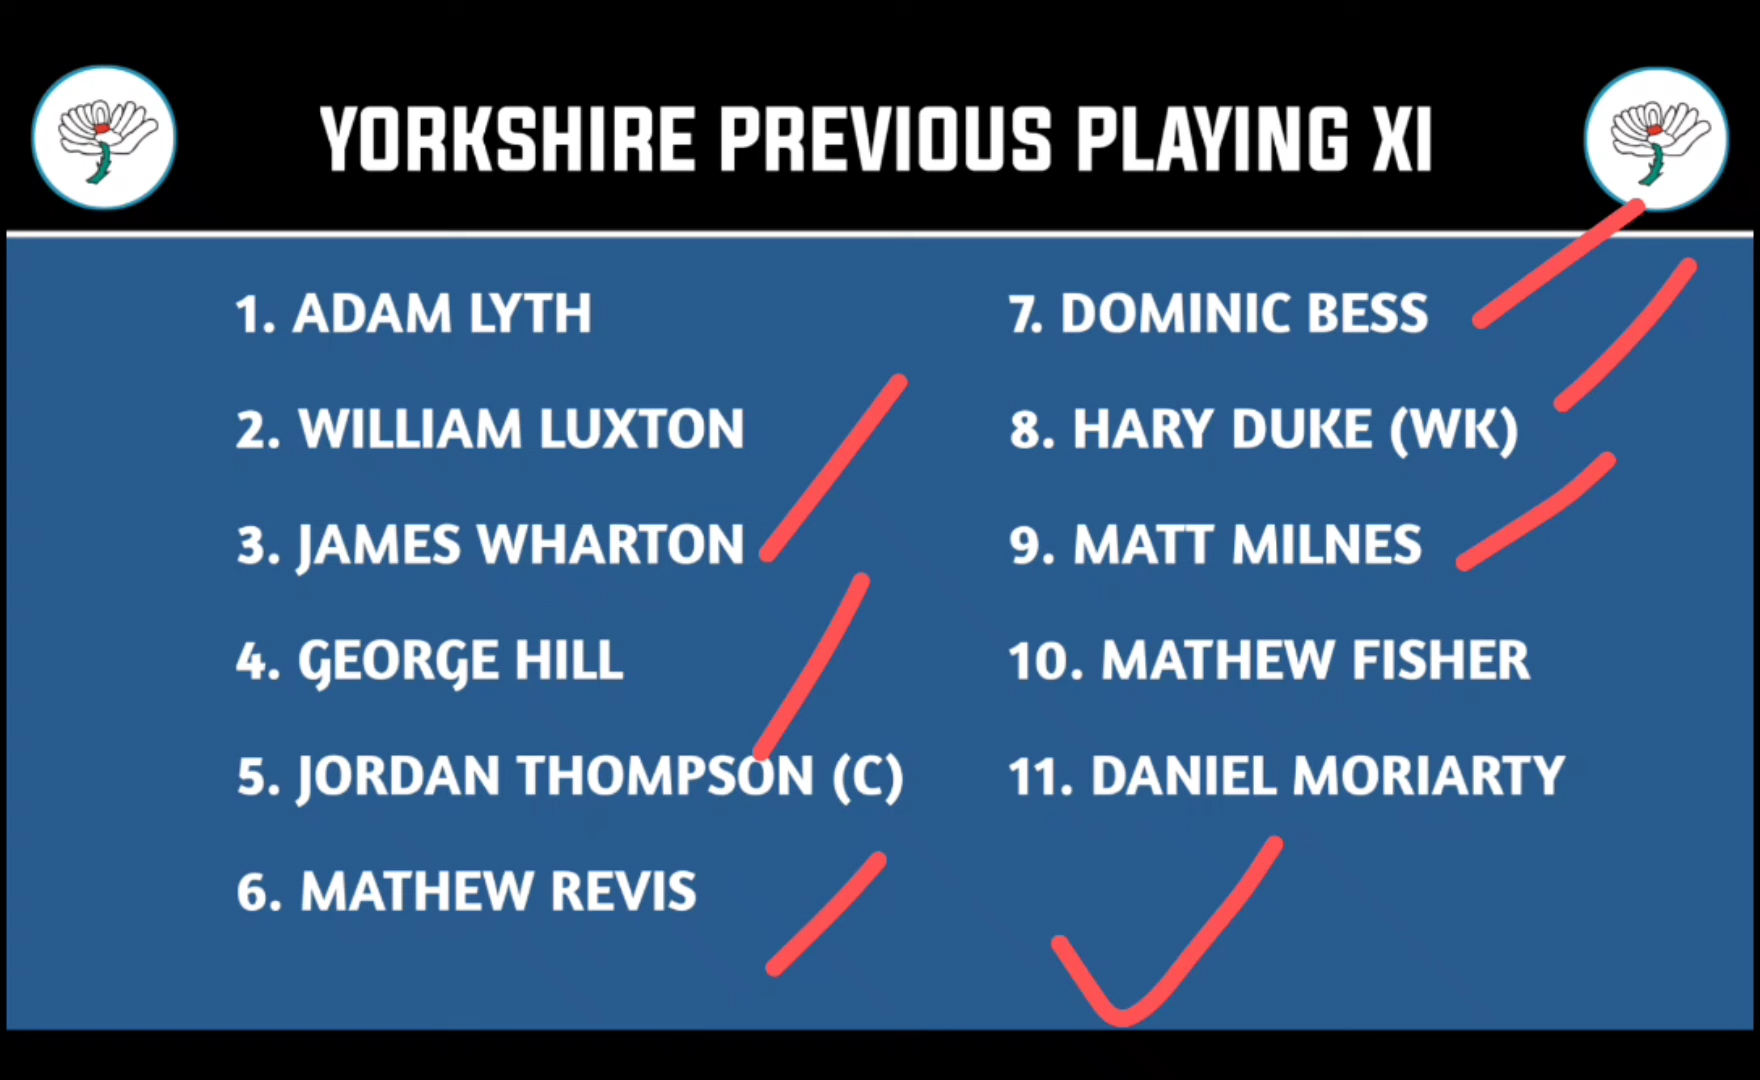 YORKSHIRE PREVIOUS PLAYING XI
1. ADAM LYTH
2. WILLIAM LUXTON
3. JAMES WHARTON
4. GEORGE HILL
5. JORDAN THOMPSON (C)
6. MATHEW REVIS
7. DOMINIC BESS
8. HARY DUKE (WK)
9. MATT MILNES
10. MATHEW FISHER
11. DANIEL MORIARTY